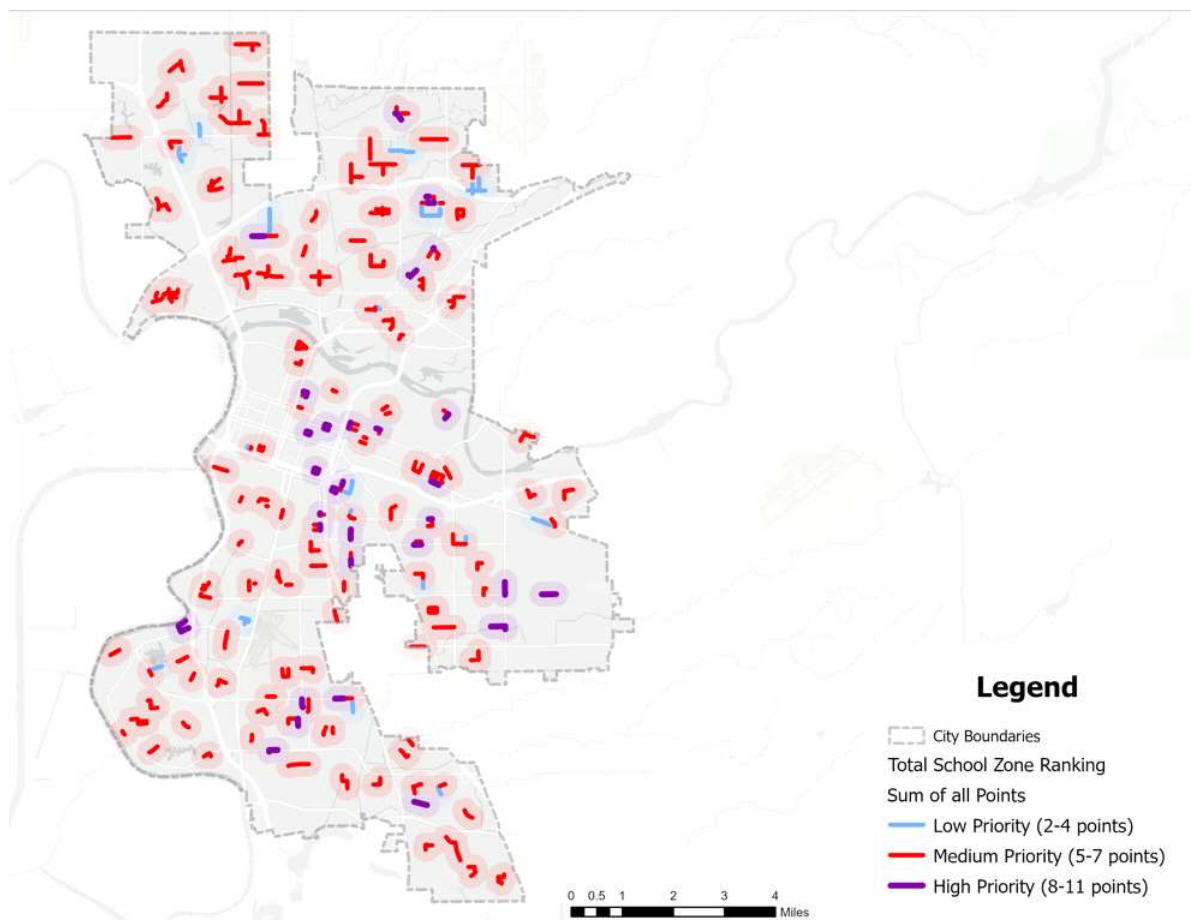 Legend
City Boundaries
Total School Zone Ranking
Sum of all Points
Low Priority (2-4 points)
Medium Priority (5-7 points)
High Priority (8-11 points)
0 0.5 1 2 3 4
Miles